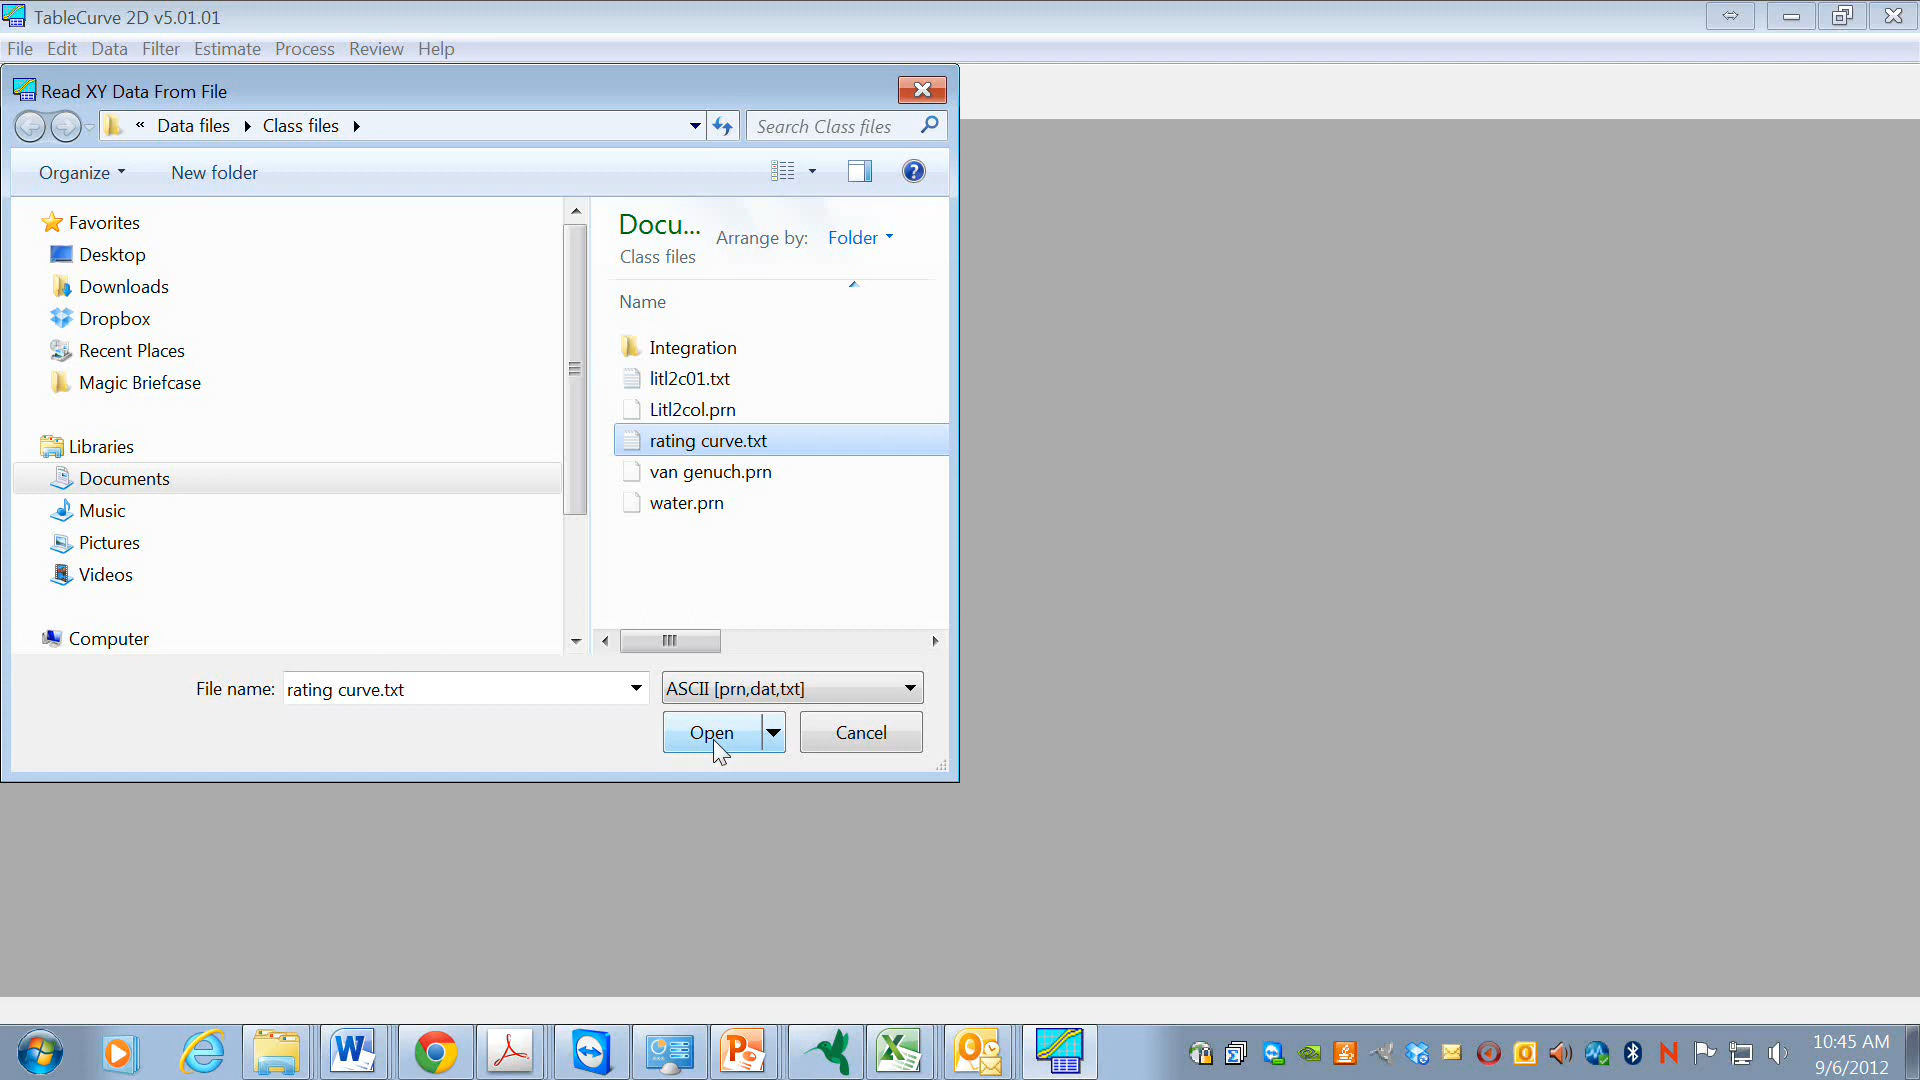 TableCurve 2D v5.01.01
File Edit Data Filter Estimate Process Review Help
Read XY Data From File
« Data files Class files
Search Class files
Organize New folder
Favorites
Desktop
Downloads
Dropbox
Recent Places
Magic Briefcase
Libraries
Documents
Music
Pictures
Videos
Computer
Docu... Arrange by: Folder
Class files
Name
Integration
litl2c01.txt
Litl2col.prn
rating curve.txt
van genuch.prn
water.prn
File name: rating curve.txt ASCII [prn,dat,txt]
Open Cancel
10:45 AM
9/6/2012